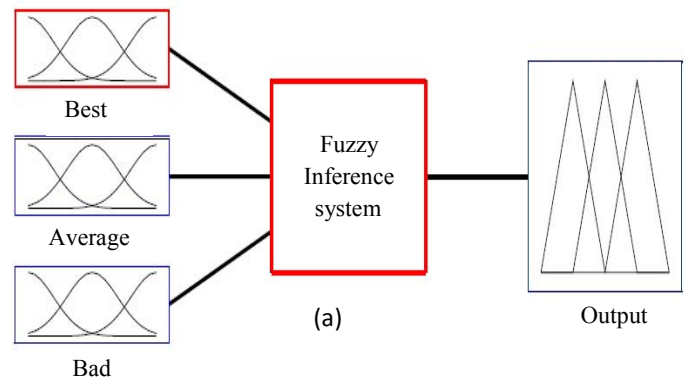 Best
Average
Bad
Fuzzy
Inference
system
(a)
Output